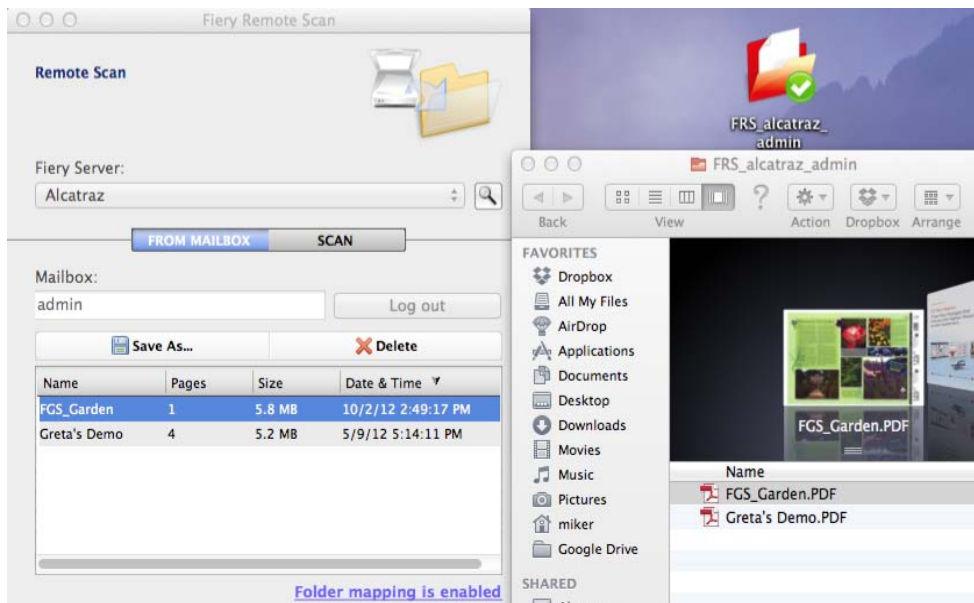 Fiery Remote Scan
Remote Scan
Fiery Server:
Alcatraz
FROM MAILBOX SCAN
Mailbox:
admin
Log out
Save As... Delete
Name Pages Size Date & Time
FGS_Garden 1 5.8 MB 10/2/12 2:49:17 PM
Greta's Demo 4 5.2 MB 5/9/12 5:14:11 PM
Folder mapping is enabled
FRS_alcatraz_
admin
FRS_alcatraz_admin
Back View Action Dropbox Arrange
FAVORITES
Dropbox
All My Files
AirDrop
Applications
Documents
Desktop
Downloads
Movies
Music
Pictures
miker
Google Drive
SHARED
FGS_Garden.PDF
Name
FGS_Garden.PDF
Greta's Demo.PDF